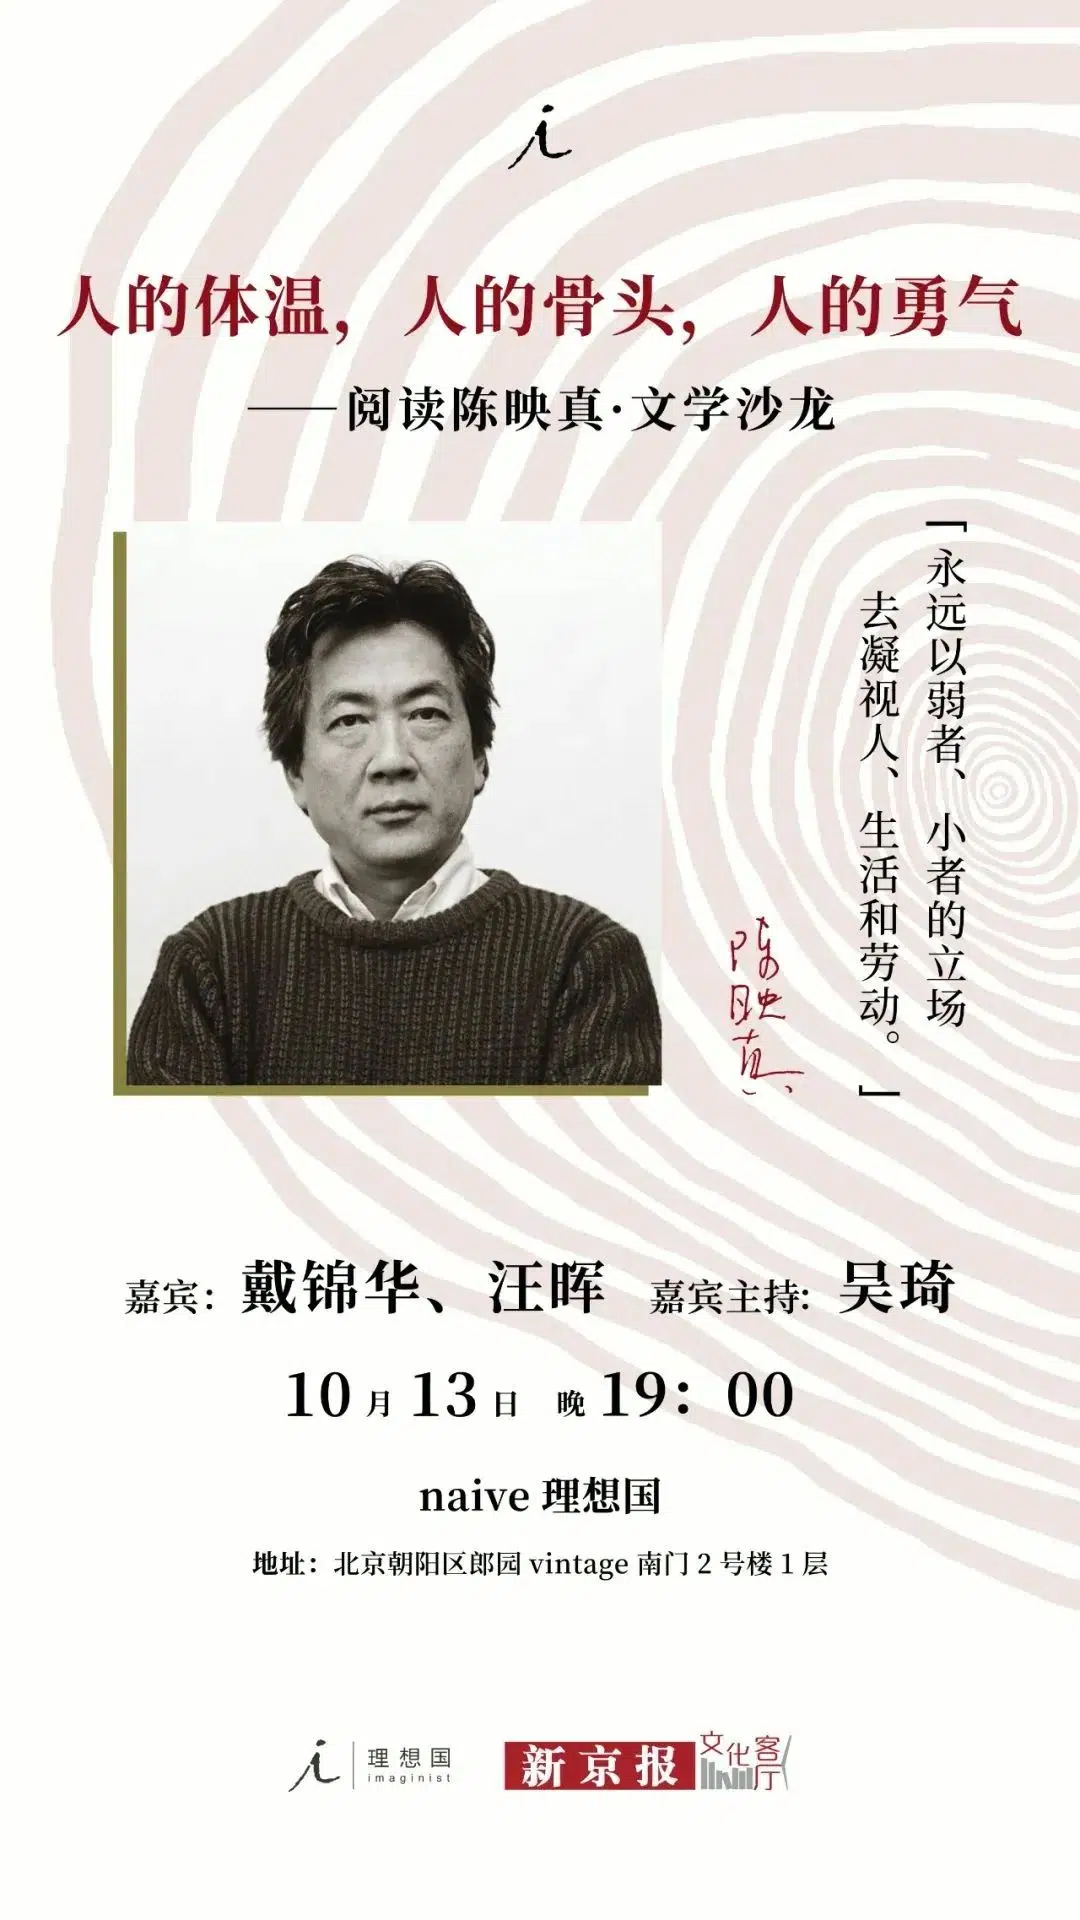 i
人的体温，人的骨头，人的勇气
——阅读陈映真·文学沙龙
「永远以弱者、小者的立场
去凝视人、生活和劳动。」
陈映真
嘉宾：戴锦华、汪晖 嘉宾主持：吴琦
10月13日 晚19：00
naive 理想国
地址：北京朝阳区郎园 vintage 南门 2 号楼 1 层
i 理想国
imaginist
新京报 文化客厅